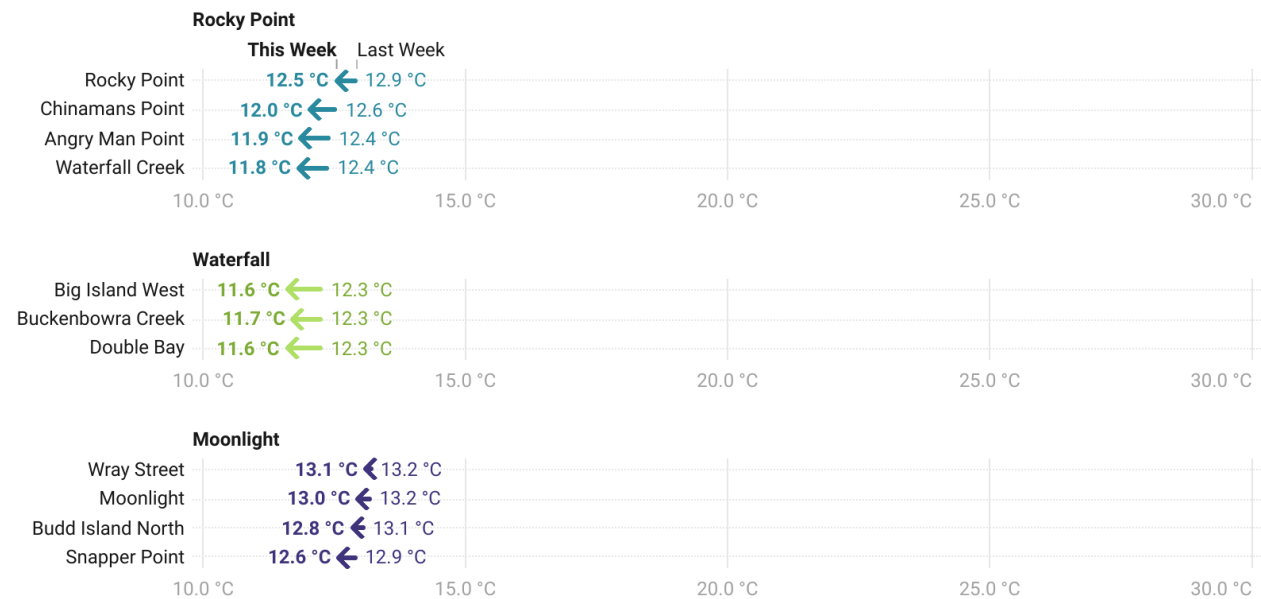 Rocky Point
This Week Last Week
Rocky Point 12.5 °C 12.9 °C
Chinamans Point 12.0 °C 12.6 °C
Angry Man Point 11.9 °C 12.4 °C
Waterfall Creek 11.8 °C 12.4 °C
10.0 °C 15.0 °C 20.0 °C 25.0 °C 30.0 °C
Waterfall
Big Island West 11.6 °C 12.3 °C
Buckenbowra Creek 11.7 °C 12.3 °C
Double Bay 11.6 °C 12.3 °C
10.0 °C 15.0 °C 20.0 °C 25.0 °C 30.0 °C
Moonlight
Wray Street 13.1 °C 13.2 °C
Moonlight 13.0 °C 13.2 °C
Budd Island North 12.8 °C 13.1 °C
Snapper Point 12.6 °C 12.9 °C
10.0 °C 15.0 °C 20.0 °C 25.0 °C 30.0 °C